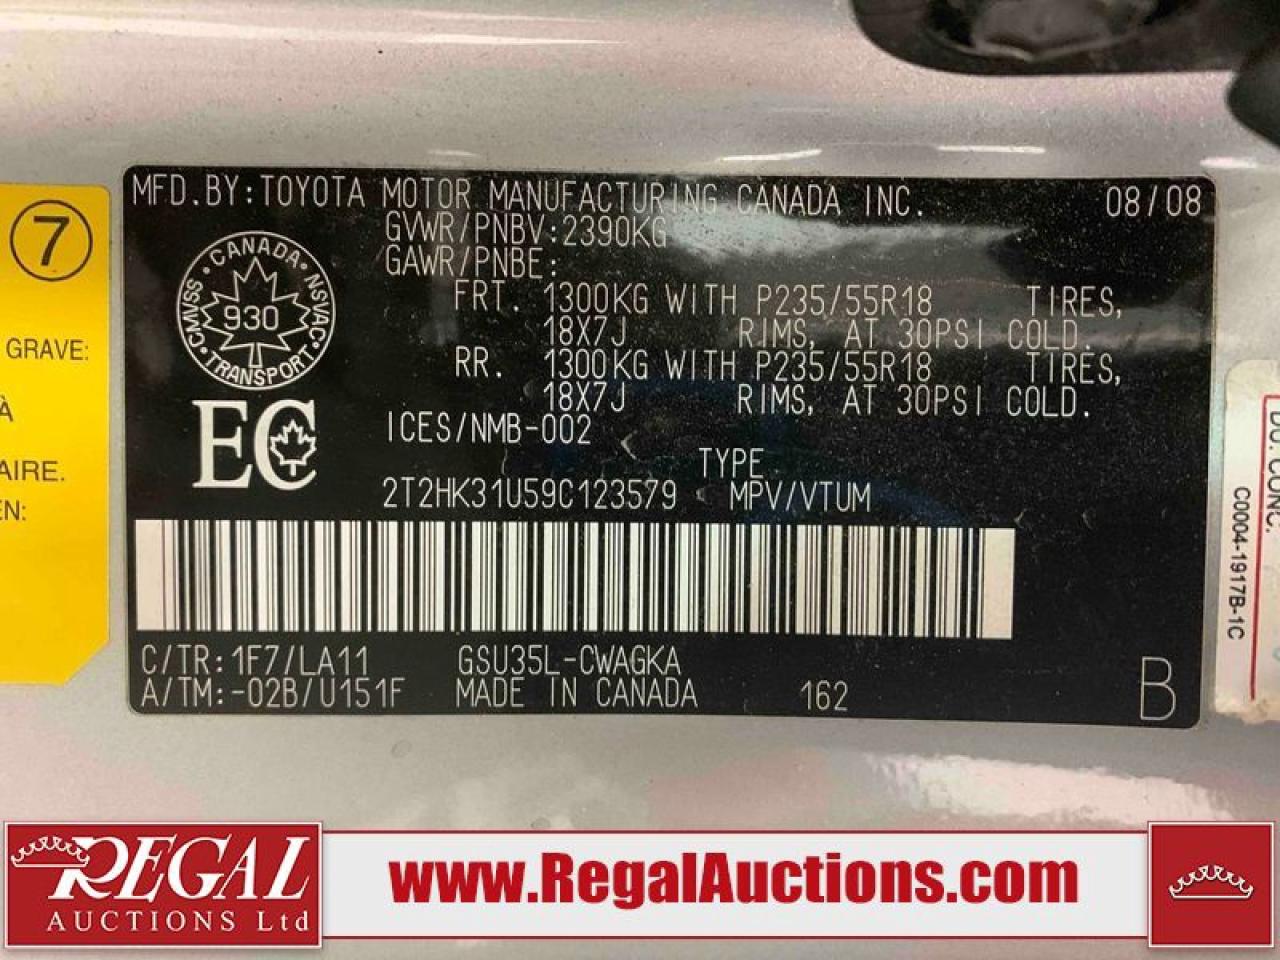 MFD.BY:TOYOTA MOTOR MANUFACTURING CANADA INC. 08/08
GVWR/PNBV:2390KG
GAWR/PNBE:
FRT. 1300KG WITH P235/55R18 TIRES,
18X7J RIMS, AT 30PSI COLD.
RR. 1300KG WITH P235/55R18 TIRES,
18X7J RIMS, AT 30PSI COLD.
ICES/NMB-002
TYPE
2T2HK31U59C123579 MPV/VTUM
C/TR:1F7/LA11 GSU35L-CWAGKA
A/TM:-02B/U151F MADE IN CANADA 162 B
CANADA
CMVSS NSVAC
930
TRANSPORT
EC
7
GRAVE:
À
AIRE.
EN:
DU. CONC.
C0004-1917B-1C
REGAL
AUCTIONS Ltd
www.RegalAuctions.com